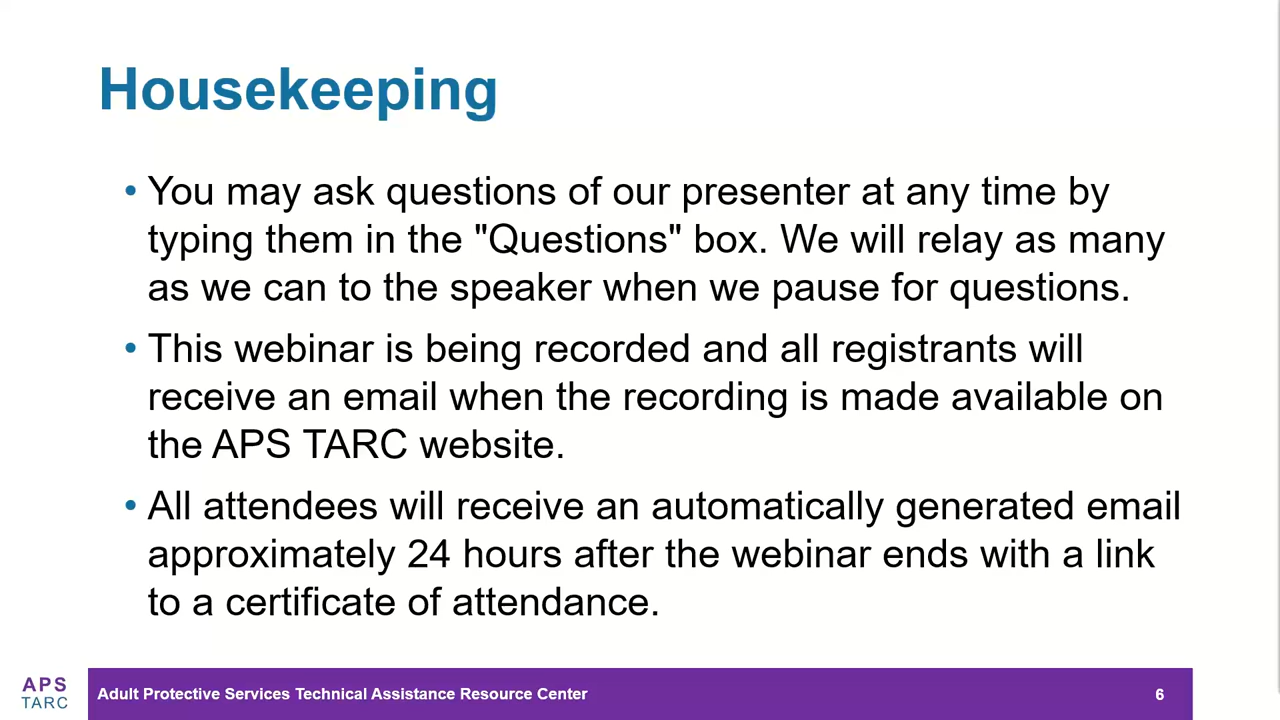 Housekeeping
• You may ask questions of our presenter at any time by
typing them in the "Questions" box. We will relay as many
as we can to the speaker when we pause for questions.
• This webinar is being recorded and all registrants will
receive an email when the recording is made available on
the APS TARC website.
• All attendees will receive an automatically generated email
approximately 24 hours after the webinar ends with a link
to a certificate of attendance.
APS
TARC
Adult Protective Services Technical Assistance Resource Center
6